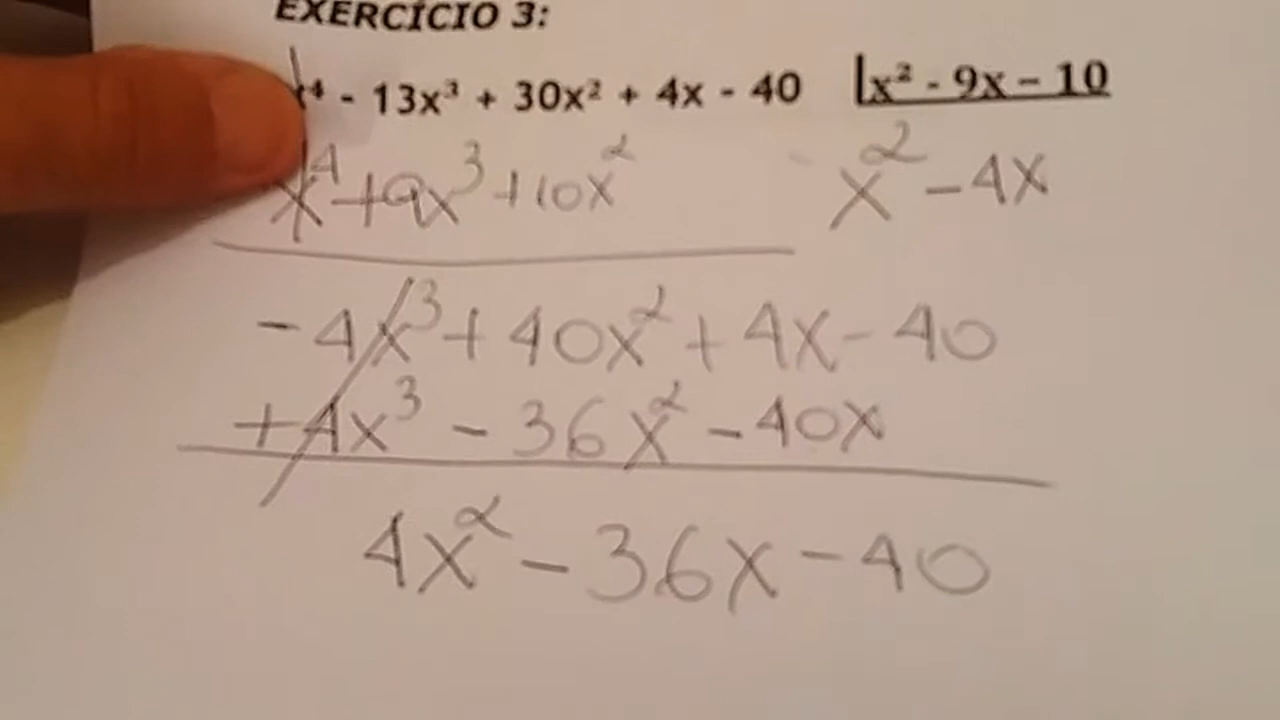 EXERCÍCIO 3:
x⁴ - 13x³ + 30x² + 4x - 40 |x² - 9x - 10
x⁴ + 9x³ + 10x² x² - 4x
- 4x³ + 40x² + 4x - 40
+ 4x³ - 36x² - 40x
4x² - 36x - 40